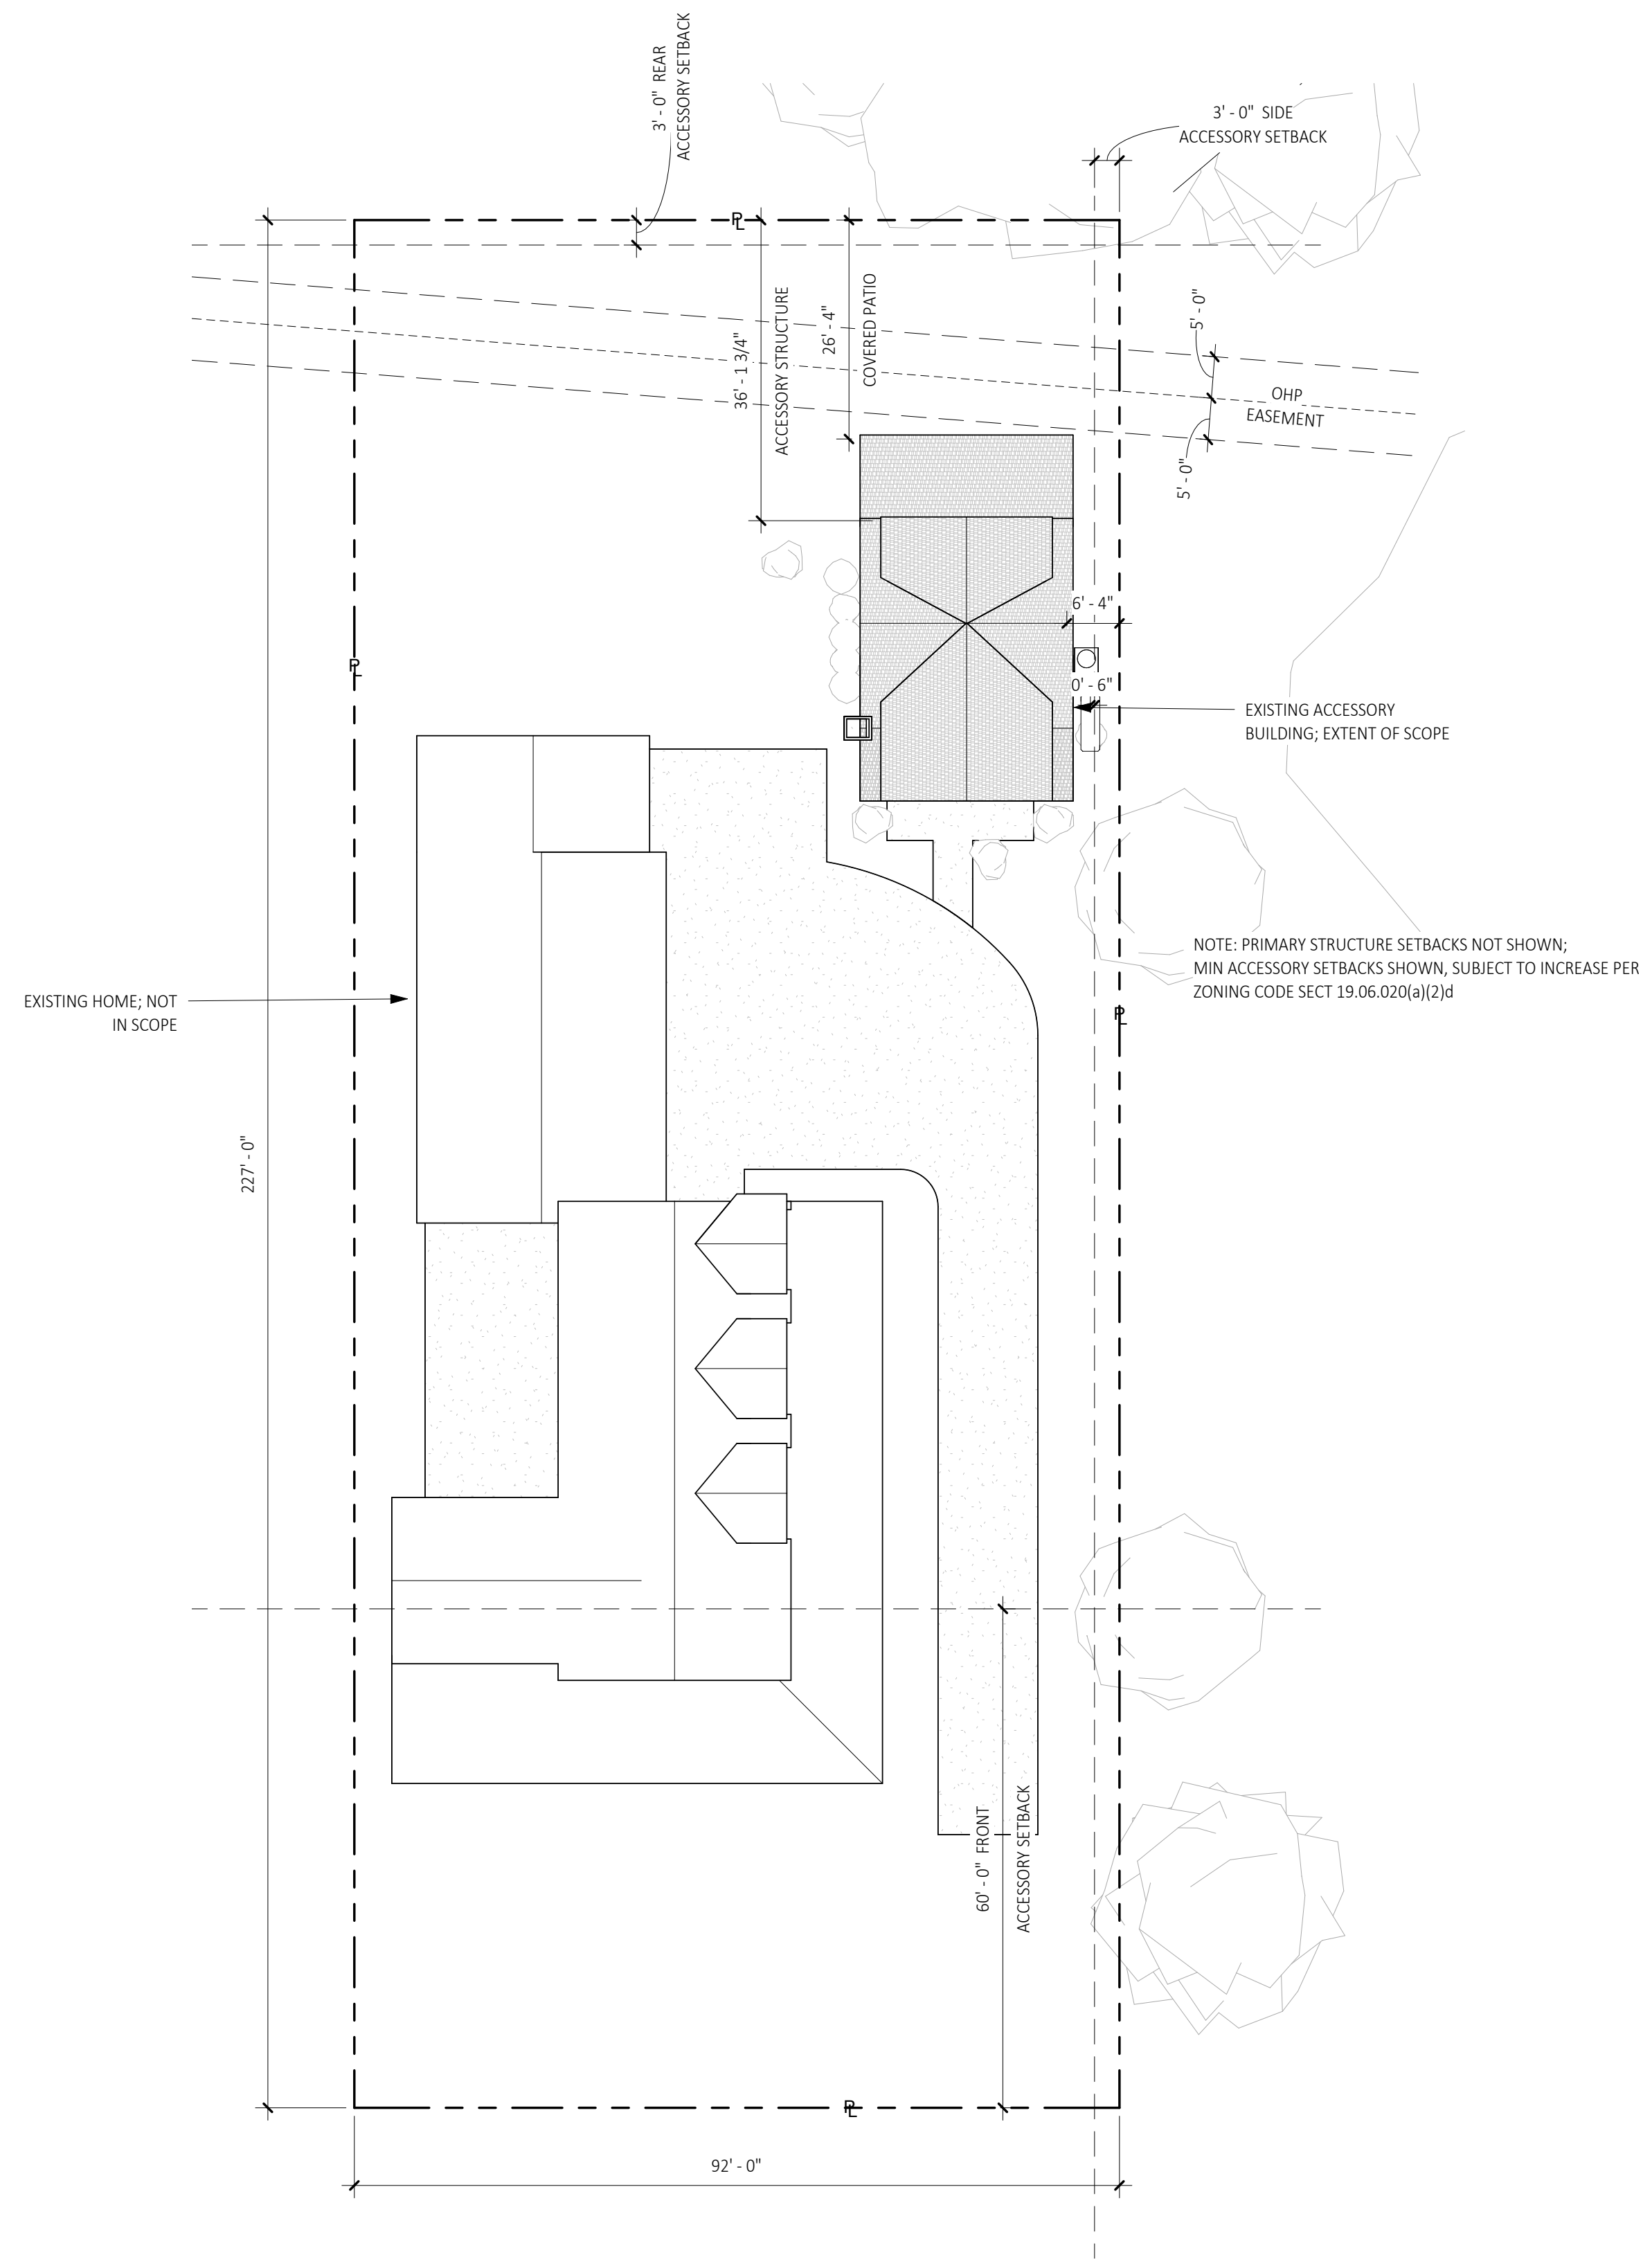 3' - 0" REAR
ACCESSORY SETBACK
3' - 0" SIDE
ACCESSORY SETBACK
PL
36' - 1 3/4"
ACCESSORY STRUCTURE
26' - 4"
COVERED PATIO
5' - 0"
OHP
EASEMENT
5' - 0"
6' - 4"
PL
0' - 6"
EXISTING ACCESSORY
BUILDING; EXTENT OF SCOPE
NOTE: PRIMARY STRUCTURE SETBACKS NOT SHOWN;
MIN ACCESSORY SETBACKS SHOWN, SUBJECT TO INCREASE PER
ZONING CODE SECT 19.06.020(a)(2)d
EXISTING HOME; NOT
IN SCOPE
PL
227' - 0"
60' - 0" FRONT
ACCESSORY SETBACK
PL
92' - 0"